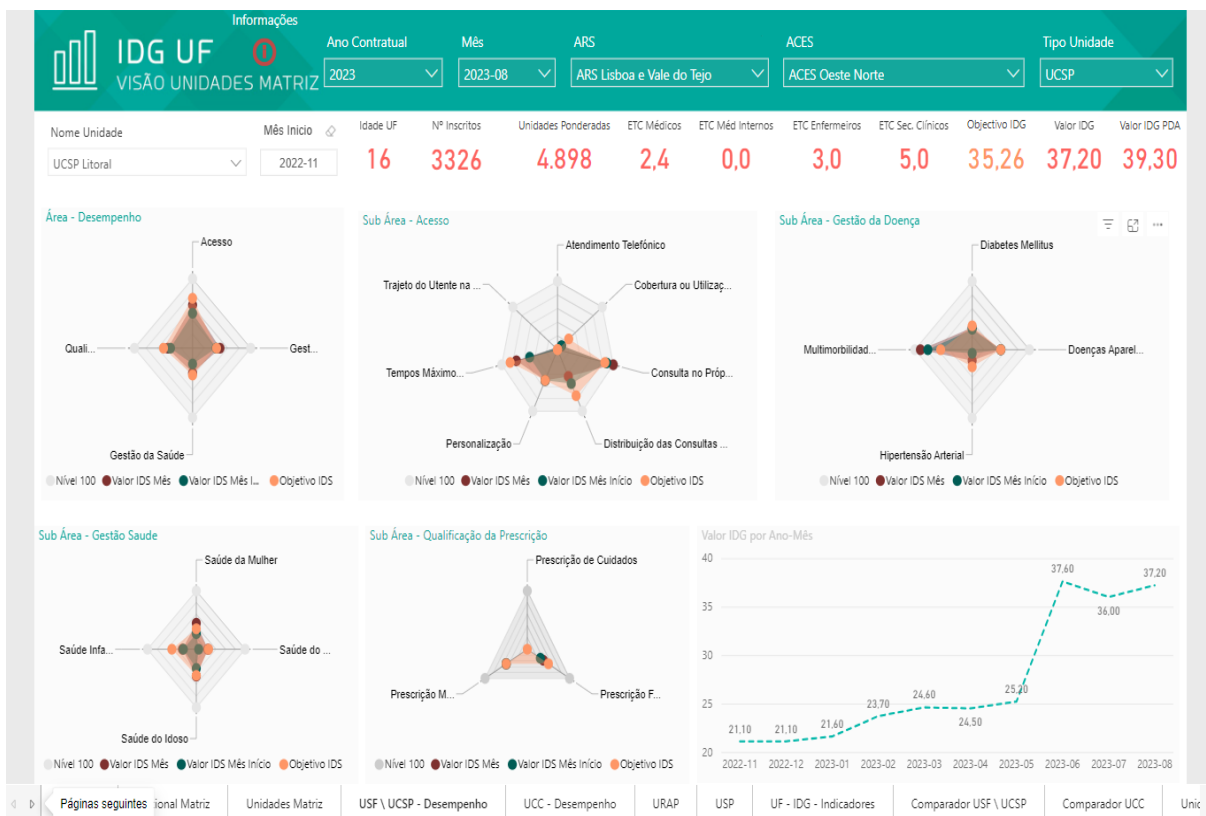 Informações
IDG UF
VISÃO UNIDADES MATRIZ
Ano Contratual
2023
Mês
2023-08
ARS
ARS Lisboa e Vale do Tejo
ACES
ACES Oeste Norte
Tipo Unidade
UCSP
Nome Unidade
UCSP Litoral
Mês Inicio
2022-11
Idade UF
16
Nº Inscritos
3326
Unidades Ponderadas
4.898
ETC Médicos
2,4
ETC Méd Internos
0,0
ETC Enfermeiros
3,0
ETC Sec. Clínicos
5,0
Objectivo IDG
35,26
Valor IDG
37,20
Valor IDG PDA
39,30
Área - Desempenho
Acesso
Quali...
Gest...
Gestão da Saúde
Nível 100 Valor IDS Mês Valor IDS Mês I... Objetivo IDS
Sub Área - Acesso
Atendimento Telefónico
Trajeto do Utente na ...
Cobertura ou Utilizaç...
Tempos Máximo...
Consulta no Próp...
Personalização
Distribuição das Consultas ...
Nível 100 Valor IDS Mês Valor IDS Mês Início Objetivo IDS
Sub Área - Gestão da Doença
Diabetes Mellitus
Multimorbilidad...
Doenças Aparel...
Hipertensão Arterial
Nível 100 Valor IDS Mês Valor IDS Mês Início Objetivo IDS
Sub Área - Gestão Saude
Saúde da Mulher
Saúde Infa...
Saúde do ...
Saúde do Idoso
Nível 100 Valor IDS Mês Valor IDS Mês Início Objetivo IDS
Sub Área - Qualificação da Prescrição
Prescrição de Cuidados
Prescrição M...
Prescrição F...
Nível 100 Valor IDS Mês Valor IDS Mês Início Objetivo IDS
Valor IDG por Ano-Mês
40
35
30
25
20
21,10
21,10
21,60
23,70
24,60
24,50
25,20
37,60
36,00
37,20
2022-11 2022-12 2023-01 2023-02 2023-03 2023-04 2023-05 2023-06 2023-07 2023-08
Páginas seguintes
ional Matriz
Unidades Matriz
USF \ UCSP - Desempenho
UCC - Desempenho
URAP
USP
UF - IDG - Indicadores
Comparador USF \ UCSP
Comparador UCC
Unic